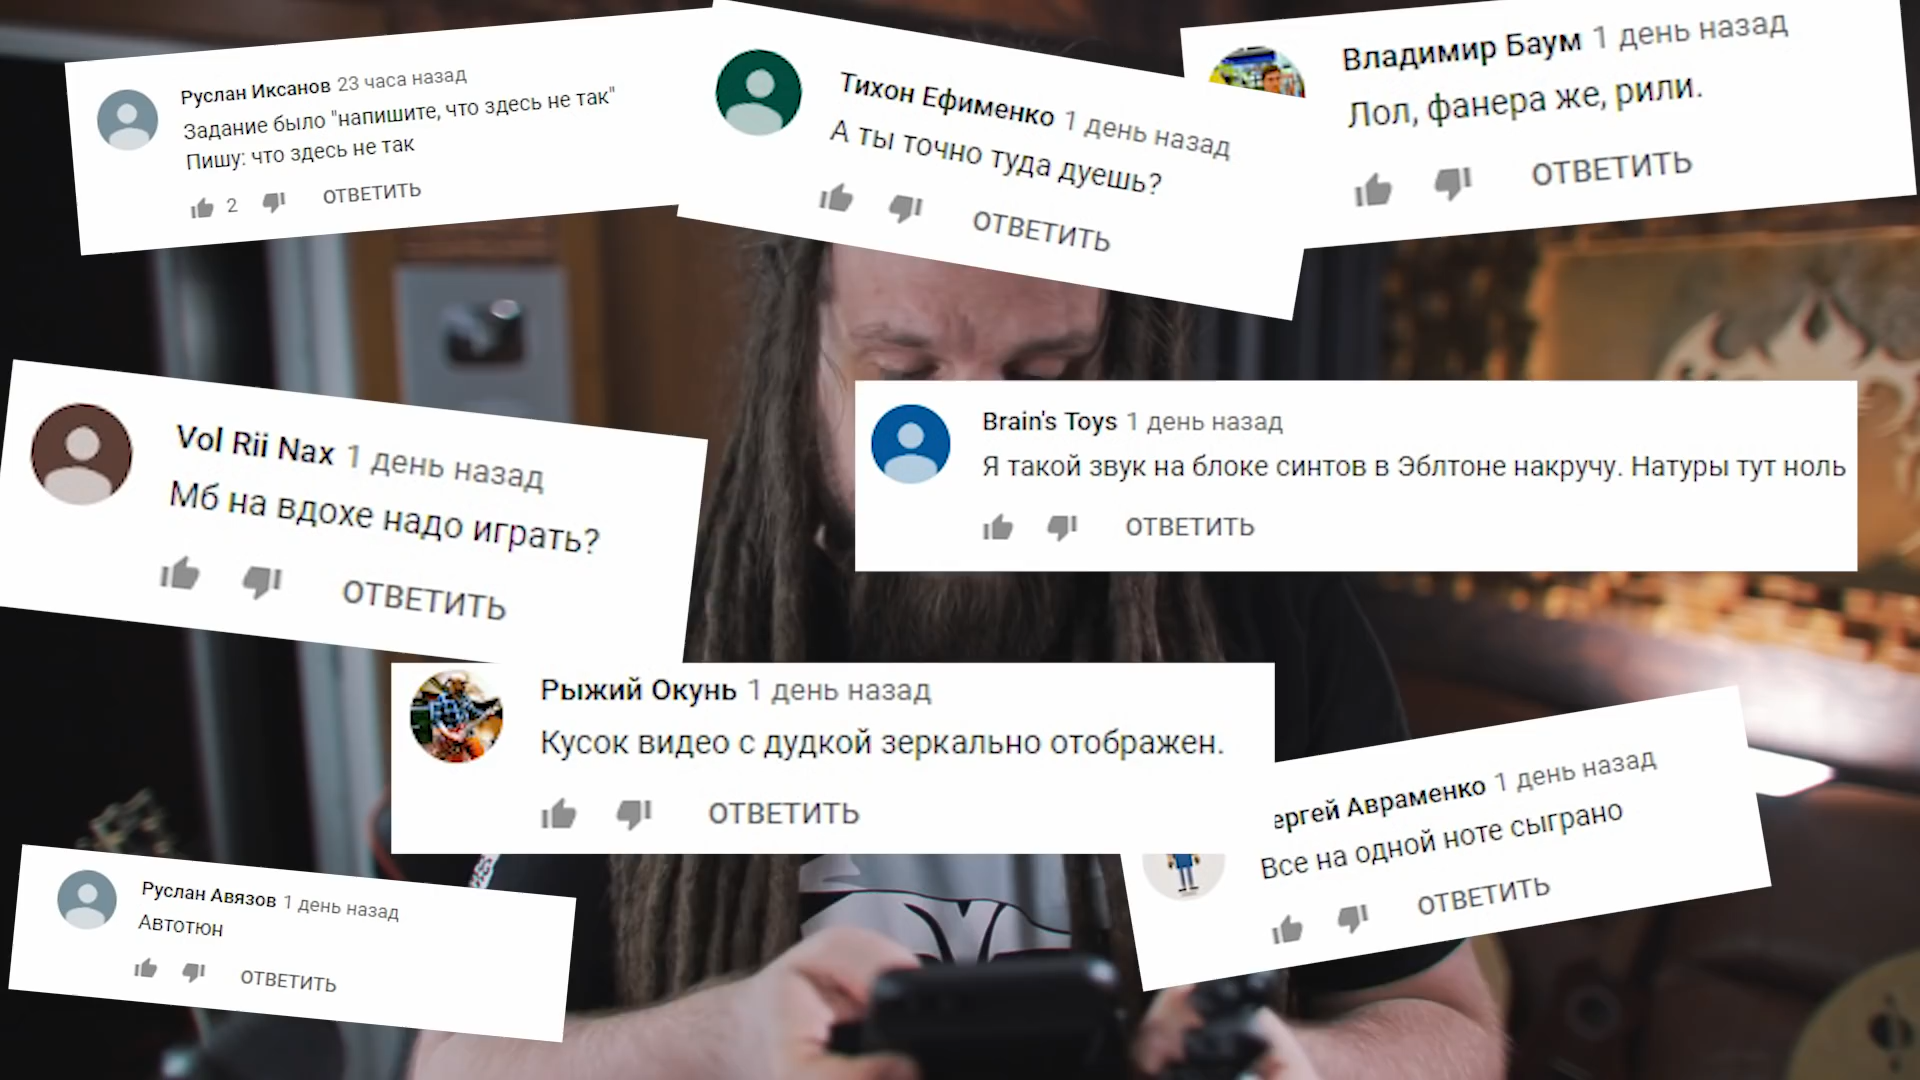 Руслан Иксанов 23 часа назад
Задание было "напишите, что здесь не так"
Пишу: что здесь не так
2 ОТВЕТИТЬ
Тихон Ефименко 1 день назад
А ты точно туда дуешь?
ОТВЕТИТЬ
Владимир Баум 1 день назад
Лол, фанера же, рили.
ОТВЕТИТЬ
Vol Rii Nax 1 день назад
Мб на вдохе надо играть?
ОТВЕТИТЬ
Brain's Toys 1 день назад
Я такой звук на блоке синтов в Эблтоне накручу. Натуры тут ноль
ОТВЕТИТЬ
Рыжий Окунь 1 день назад
Кусок видео с дудкой зеркально отображен.
ОТВЕТИТЬ
ергей Авраменко 1 день назад
Все на одной ноте сыграно
ОТВЕТИТЬ
Руслан Авязов 1 день назад
Автотюн
ОТВЕТИТЬ